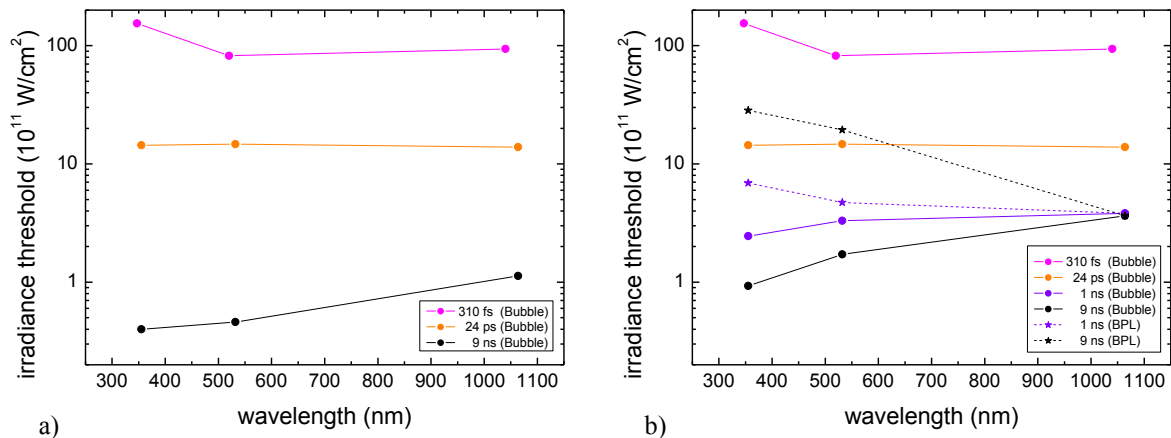 100
10
1
irradiance threshold (10¹¹ W/cm²)
310 fs (Bubble)
24 ps (Bubble)
9 ns (Bubble)
300 400 500 600 700 800 900 1000 1100
wavelength (nm)
a)
100
10
1
irradiance threshold (10¹¹ W/cm²)
310 fs (Bubble)
24 ps (Bubble)
1 ns (Bubble)
9 ns (Bubble)
1 ns (BPL)
9 ns (BPL)
300 400 500 600 700 800 900 1000 1100
wavelength (nm)
b)